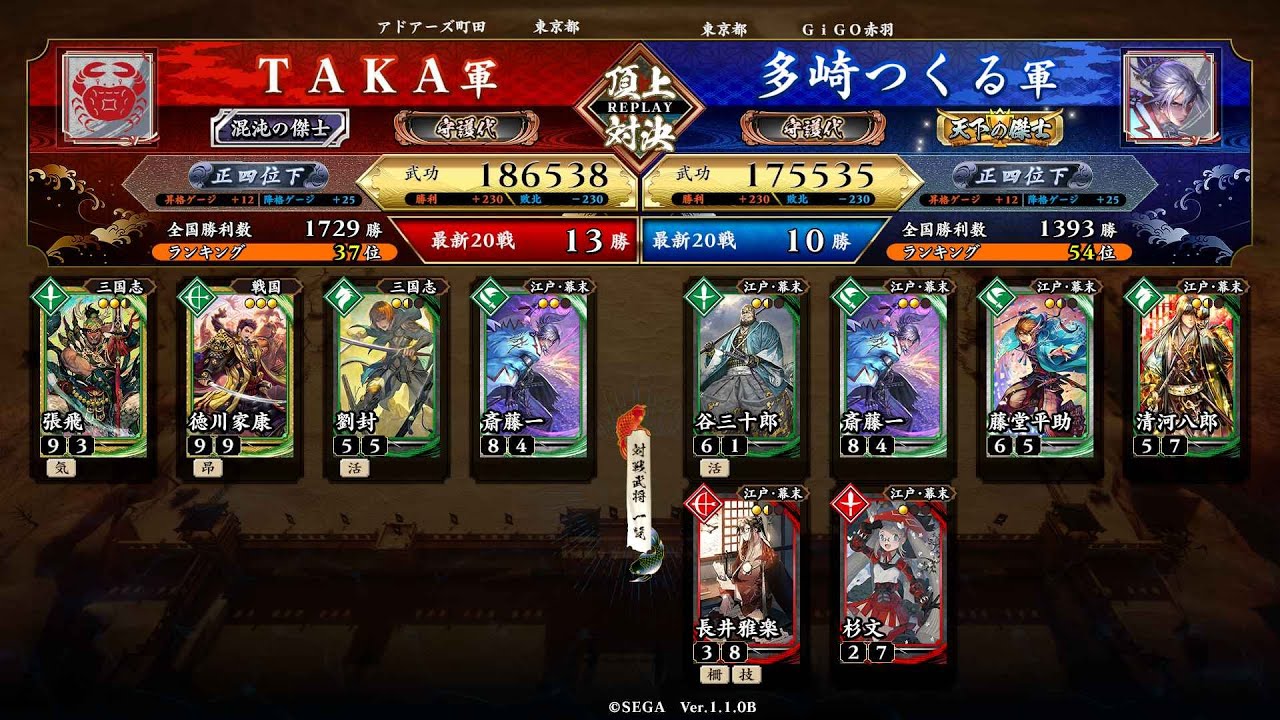 アドアーズ町田 東京都
東京都 GiGO赤羽
TAKA軍
頂上
REPLAY
対決
多崎つくる軍
混沌の傑士
守護代
守護代
天下の傑士
正四位下
武功 186538
武功 175535
正四位下
昇格ゲージ +12 降格ゲージ +25
勝利 +230 敗北 -230
勝利 +230 敗北 -230
昇格ゲージ +12 降格ゲージ +25
全国勝利数 1729勝
最新20戦 13勝
最新20戦 10勝
全国勝利数 1393勝
ランキング 37位
ランキング 54位
三国志
張飛
9 3
気
戦国
徳川家康
9 9
昂
三国志
劉封
5 5
活
江戸・幕末
斎藤一
8 4
対戦武将一覧
江戸・幕末
谷三十郎
6 1
活
江戸・幕末
斎藤一
8 4
江戸・幕末
藤堂平助
6 5
江戸・幕末
清河八郎
5 7
江戸・幕末
長井雅楽
3 8
柵 技
江戸・幕末
杉文
2 7
©SEGA Ver.1.1.0B